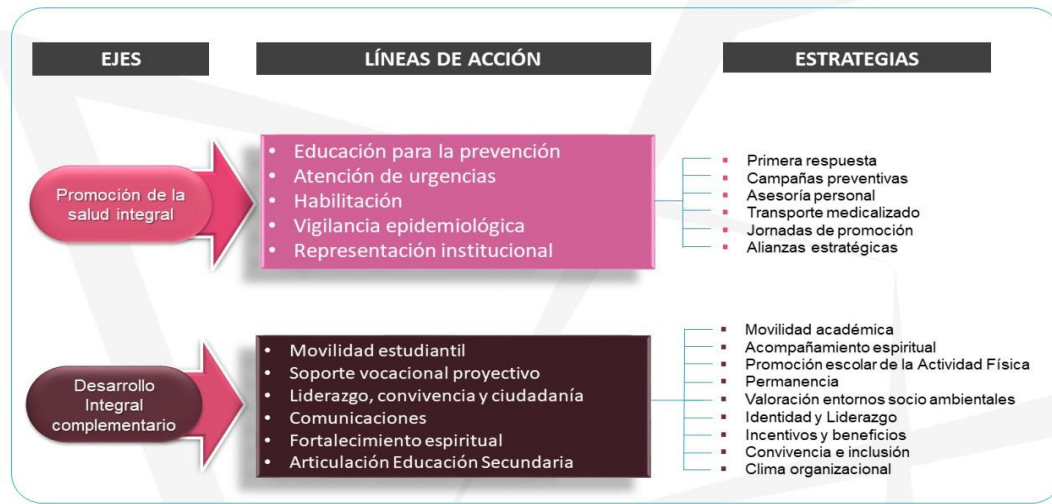 EJES
LÍNEAS DE ACCIÓN
ESTRATEGIAS
Promoción de la
salud integral
• Educación para la prevención
• Atención de urgencias
• Habilitación
• Vigilancia epidemiológica
• Representación institucional
▪ Primera respuesta
▪ Campañas preventivas
▪ Asesoría personal
▪ Transporte medicalizado
▪ Jornadas de promoción
▪ Alianzas estratégicas
Desarrollo
Integral
complementario
• Movilidad estudiantil
• Soporte vocacional proyectivo
• Liderazgo, convivencia y ciudadanía
• Comunicaciones
• Fortalecimiento espiritual
• Articulación Educación Secundaria
▪ Movilidad académica
▪ Acompañamiento espiritual
▪ Promoción escolar de la Actividad Física
▪ Permanencia
▪ Valoración entornos socio ambientales
▪ Identidad y Liderazgo
▪ Incentivos y beneficios
▪ Convivencia e inclusión
▪ Clima organizacional